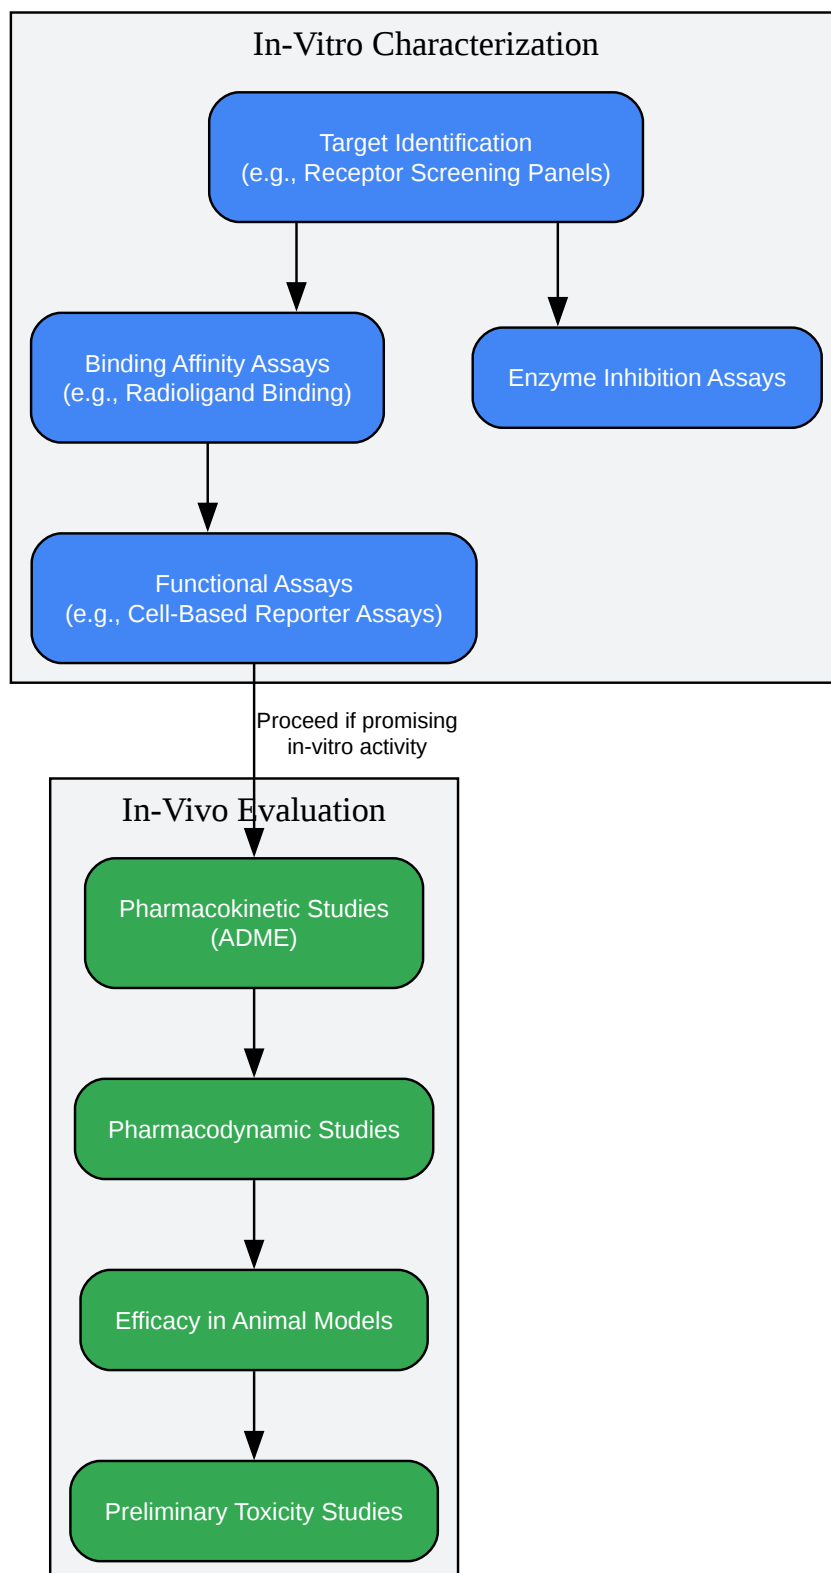 In-Vitro Characterization
Target Identification
(e.g., Receptor Screening Panels)
Binding Affinity Assays
(e.g., Radioligand Binding)
Enzyme Inhibition Assays
Functional Assays
(e.g., Cell-Based Reporter Assays)
Proceed if promising
in-vitro activity
In-Vivo Evaluation
Pharmacokinetic Studies
(ADME)
Pharmacodynamic Studies
Efficacy in Animal Models
Preliminary Toxicity Studies